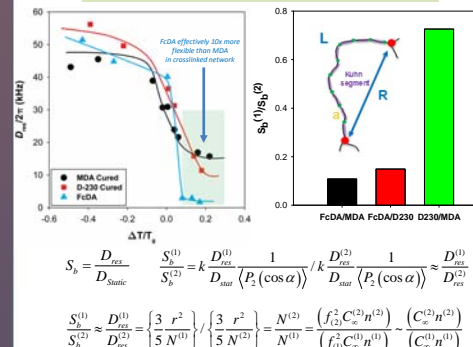 60
50
40
30
20
10
0
D_res/2π (kHz)
FcDA effectively 10x more
flexible than MDA
in crosslinked network
MDA Cured
D-230 Cured
FcDA
-0.4 -0.2 0.0 0.2 0.4
ΔT/T_g
0.8
0.6
0.4
0.2
0.0
S_b^(1)/S_b^(2)
L
Kuhn
segment
R
a
FcDA/MDA FcDA/D230 D230/MDA
S_b = D_res / D_Static S_b^(1) / S_b^(2) = k D_res^(1) / D_stat 1 / ⟨P_2 (cos α)⟩ / k D_res^(2) / D_stat 1 / ⟨P_2 (cos α)⟩ ≈ D_res^(1) / D_res^(2)
S_b^(1) / S_b^(2) ≈ D_res^(1) / D_res^(2) = {3/5 r^2 / N^(1)} / {3/5 r^2 / N^(2)} = N^(2) / N^(1) = (f_(2)^2 C_∞^(2) n^(2)) / (f_(1)^2 C_∞^(1) n^(1)) ~ (C_∞^(2) n^(2)) / (C_∞^(1) n^(1))